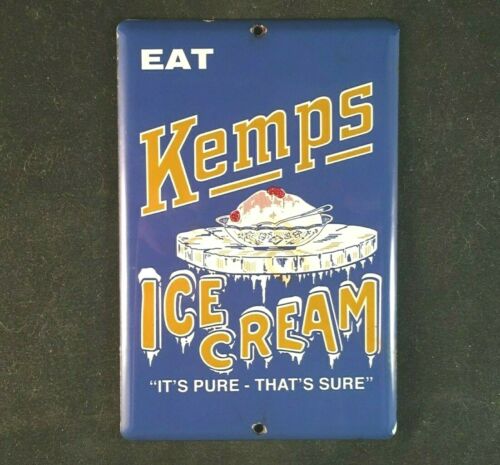 EAT
Kemps
ICE
CREAM
"IT'S PURE - THAT'S SURE"